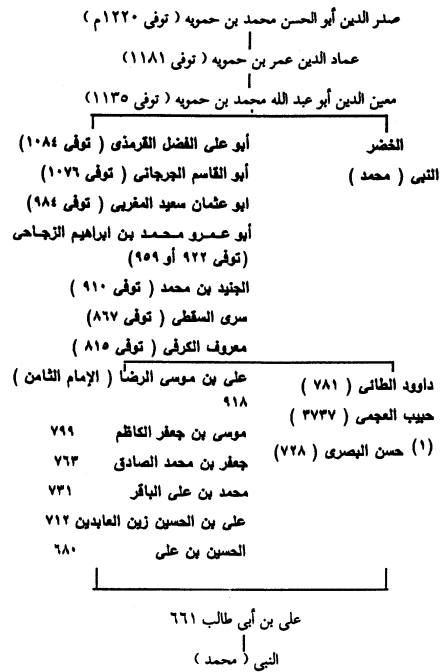 صدر الدين أبو الحسن محمد بن حمويه ( توفى ١٢٢٠م )
عماد الدين عمر بن حمويه ( توفى ١١٨١)
معين الدين أبو عبد الله محمد بن حمويه ( توفى ١١٣٥)
الخضر
النبى ( محمد )
أبو على الفضل القرمذى ( توفى ١٠٨٤)
أبو القاسم الجرجانى ( توفى ١٠٧٦)
ابو عثمان سعيد المغربى ( توفى ٩٨٤)
أبو عـمـرو مـحـمـد بـن ابراهيم الزجـاحى
(توفى ٩٢٢ أو ٩٥٩)
الجنيد بن محمد ( توفى ٩١٠ )
سرى السقطى ( توفى ٨٦٧)
معروف الكرفى ( توفى ٨١٥ )
داوود الطائى ( ٧٨١ )
حبيب العجمى ( ٣٧٣٧ )
(١) حسن البصرى ( ٧٢٨)
على بن موسى الرضا ( الإمام الثامن )
٩١٨
موسى بن جعفر الكاظم ٧٩٩
جعفر بن محمد الصادق ٧٦٣
محمد بن على الباقر ٧٣١
على بن الحسين زين العابدين ٧١٢
الحسين بن على ٦٨٠
على بن أبى طالب ٦٦١
النبى ( محمد )